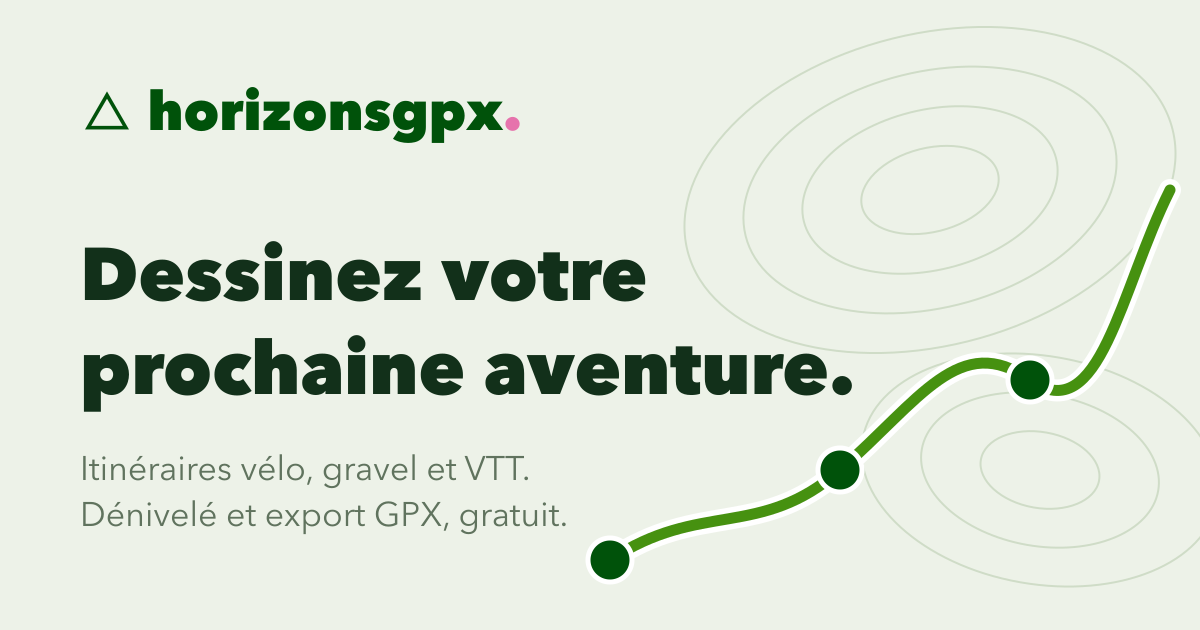 horizonsgpx.
Dessinez votre
prochaine aventure.
Itinéraires vélo, gravel et VTT.
Dénivelé et export GPX, gratuit.